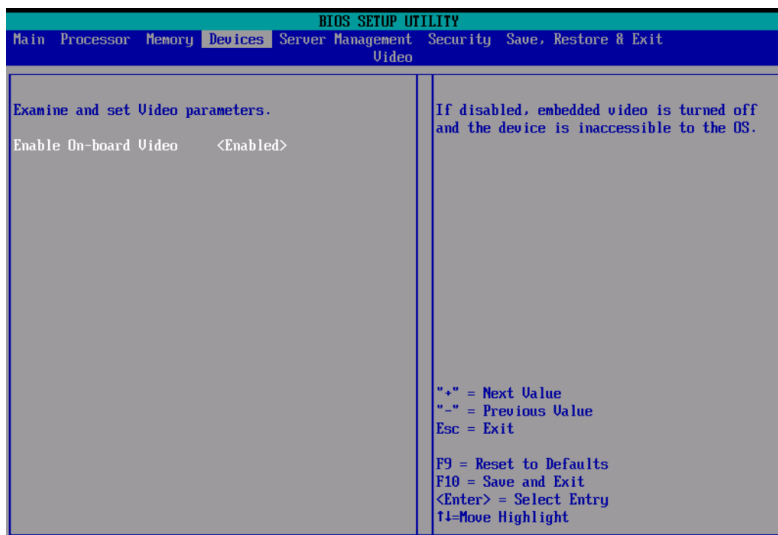 BIOS SETUP UTILITY
Main Processor Memory Devices Server Management Security Save, Restore & Exit
Video
Examine and set Video parameters.
Enable On-board Video <Enabled>
If disabled, embedded video is turned off
and the device is inaccessible to the OS.
"+" = Next Value
"-" = Previous Value
Esc = Exit
F9 = Reset to Defaults
F10 = Save and Exit
<Enter> = Select Entry
↑↓=Move Highlight